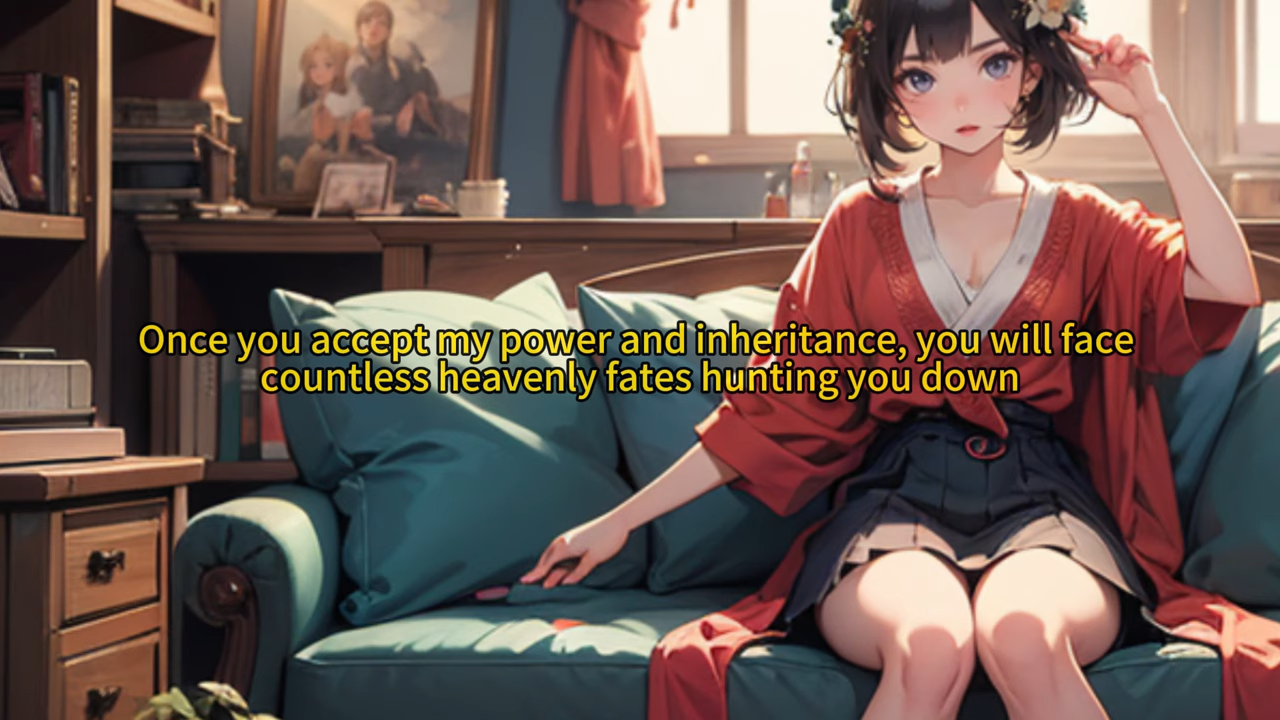 Once you accept my power and inheritance, you will face
countless heavenly fates hunting you down